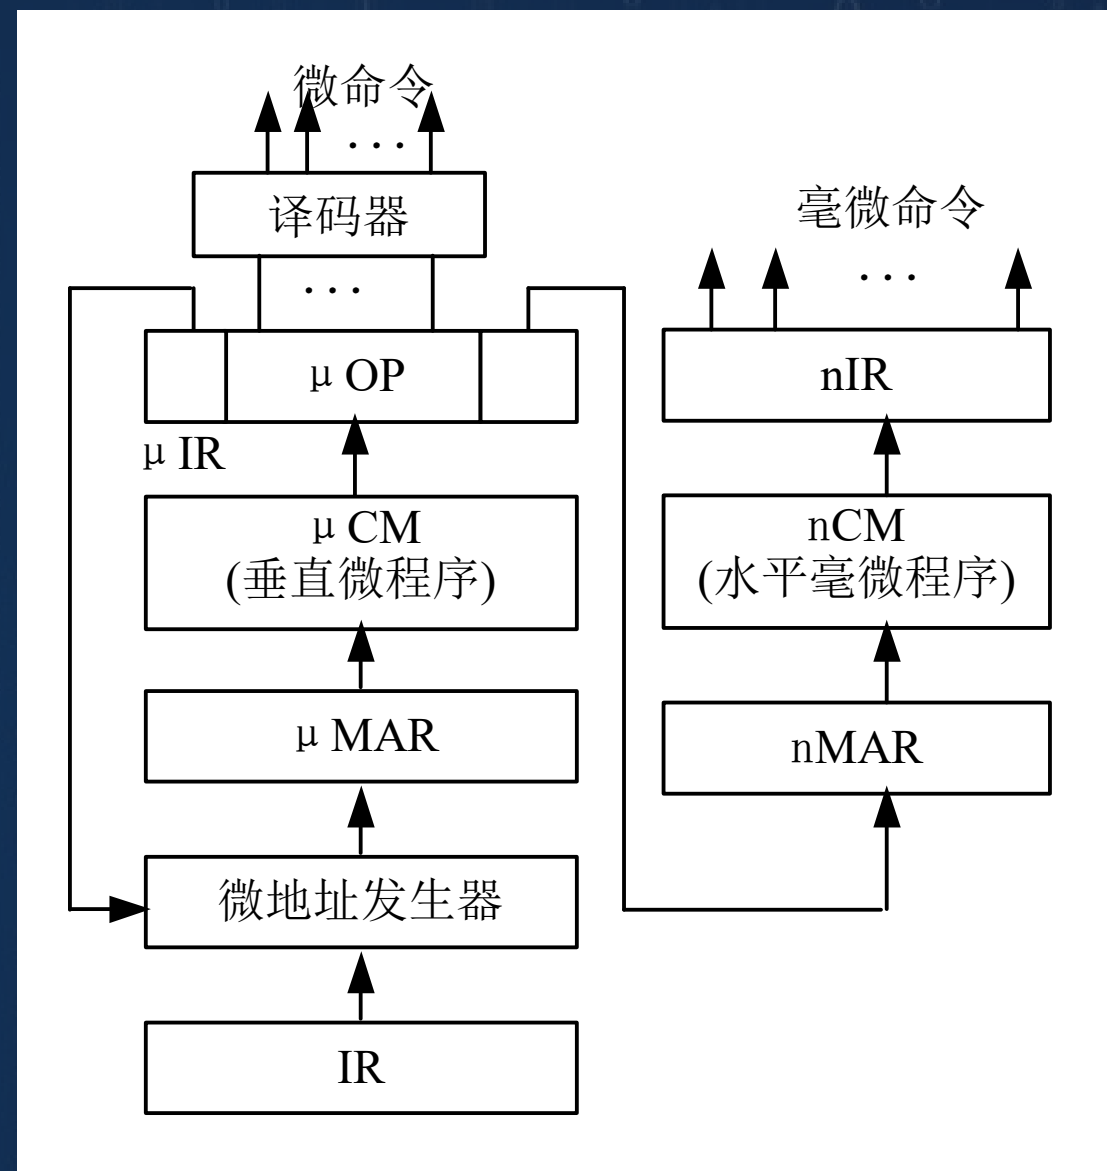 微命令
...
译码器
...
μ OP
μ IR
μ CM
(垂直微程序)
μ MAR
微地址发生器
IR
毫微命令
...
nIR
nCM
(水平毫微程序)
nMAR